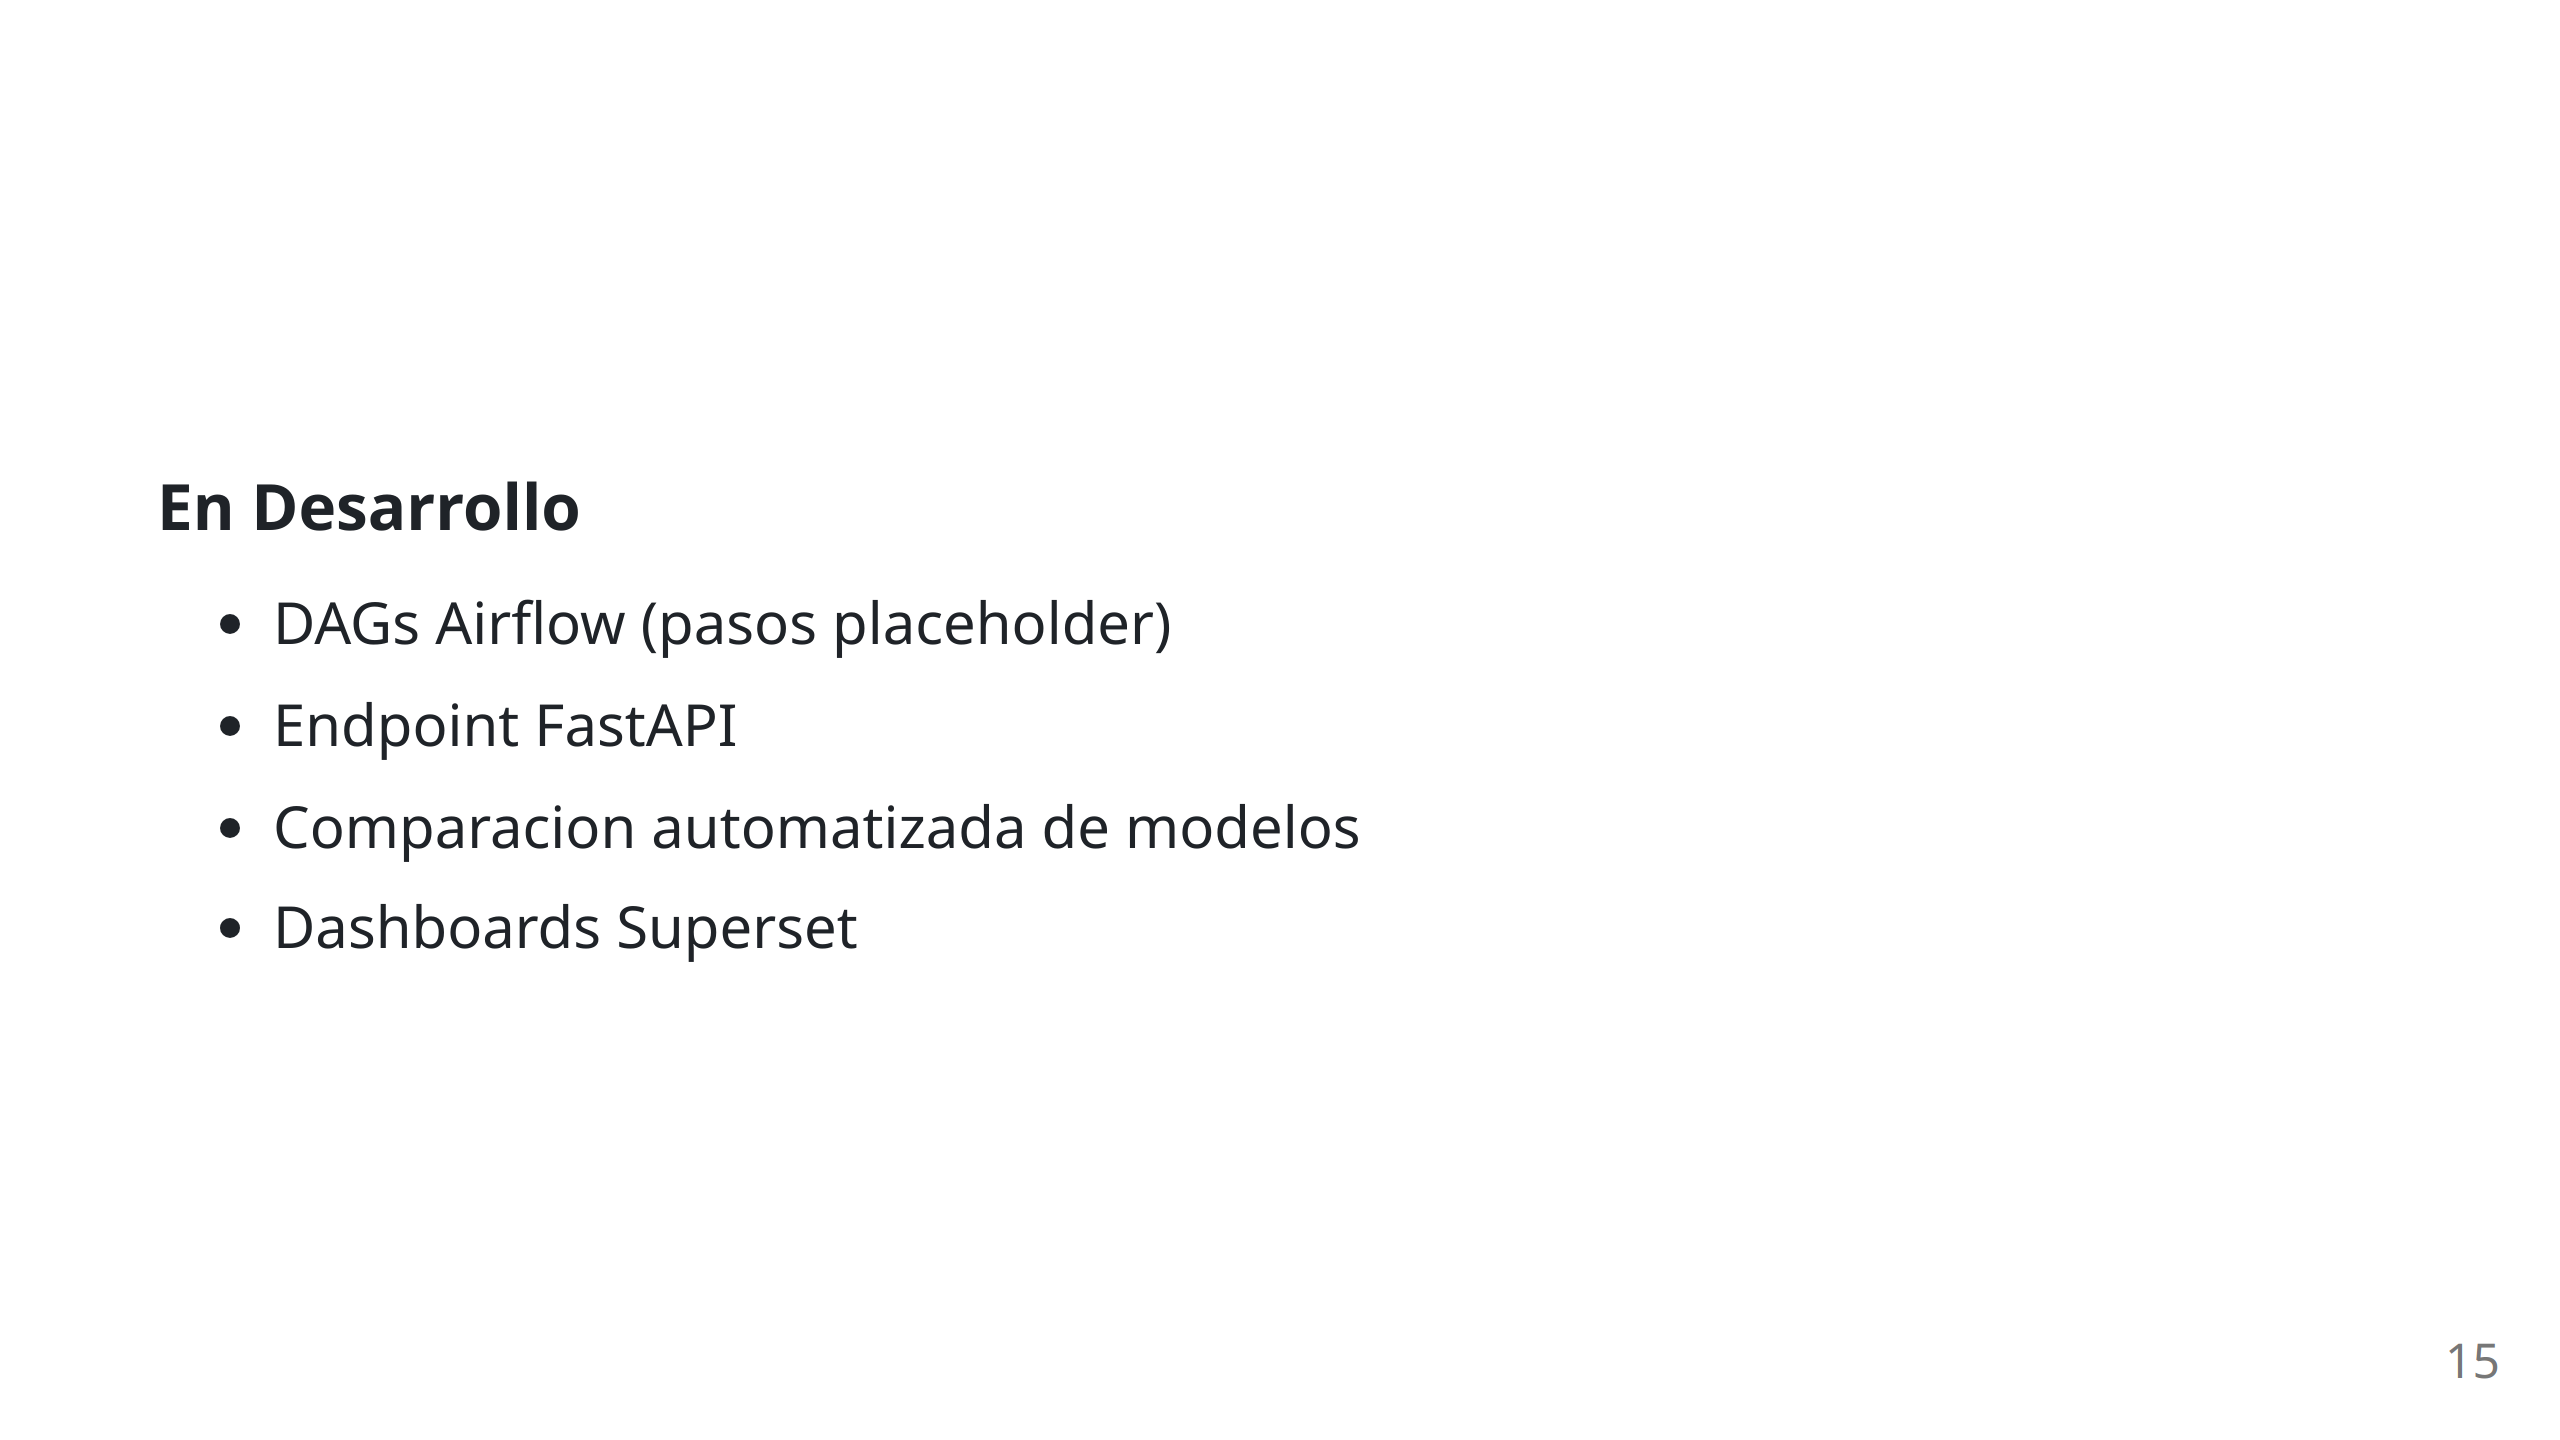 En Desarrollo
DAGs Airflow (pasos placeholder)
Endpoint FastAPI
Comparacion automatizada de modelos
Dashboards Superset
15